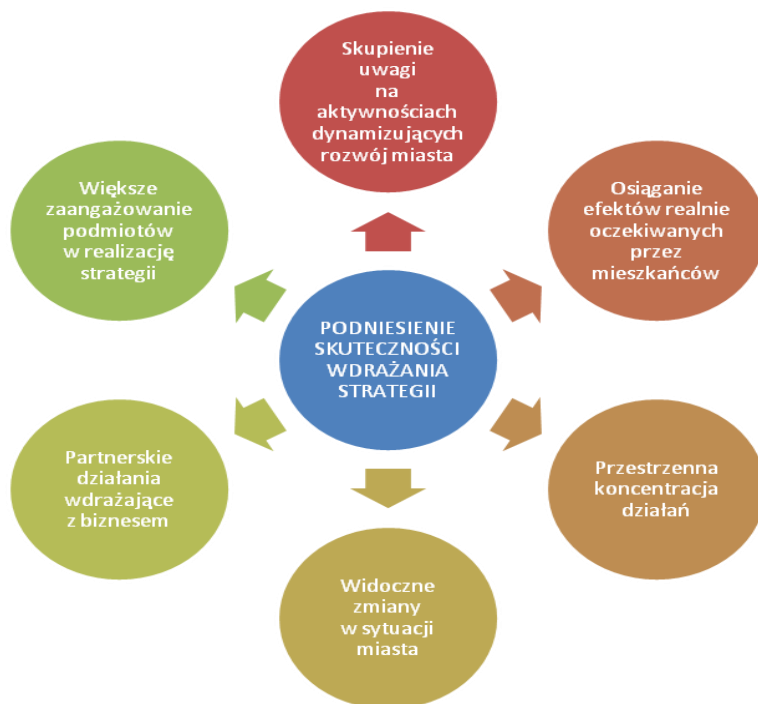 Skupienie
uwagi
na
aktywnościach
dynamizujących
rozwój miasta
Większe
zaangażowanie
podmiotów
w realizację
strategii
Osiąganie
efektów realnie
oczekiwanych
przez
mieszkańców
PODNIESIENIE
SKUTECZNOŚCI
WDRAŻANIA
STRATEGII
Partnerskie
działania
wdrażające
z biznesem
Przestrzenna
koncentracja
działań
Widoczne
zmiany
w sytuacji
miasta